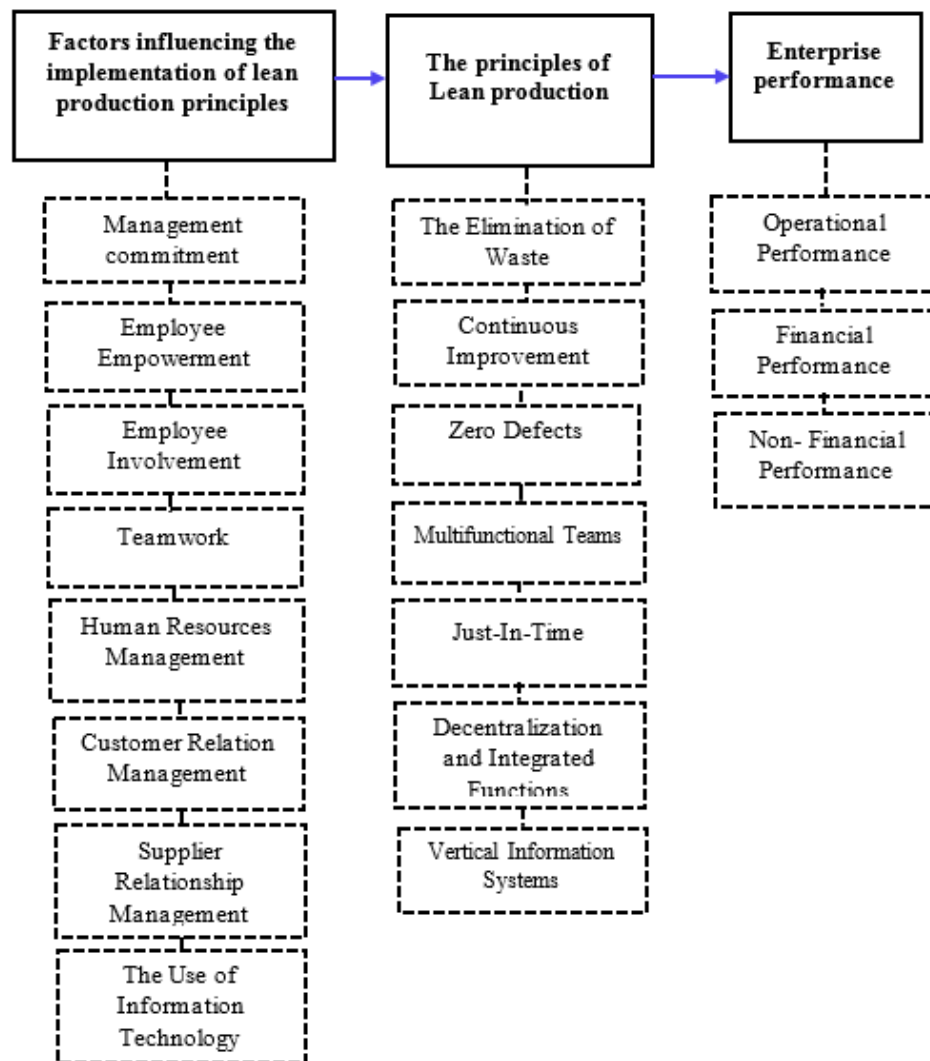 Factors influencing the
implementation of lean
production principles
The principles of
Lean production
Enterprise
performance
Management
commitment
Employee
Empowerment
Employee
Involvement
Teamwork
Human Resources
Management
Customer Relation
Management
Supplier
Relationship
Management
The Use of
Information
Technology
The Elimination of
Waste
Continuous
Improvement
Zero Defects
Multifunctional Teams
Just-In-Time
Decentralization
and Integrated
Functions
Vertical Information
Systems
Operational
Performance
Financial
Performance
Non- Financial
Performance